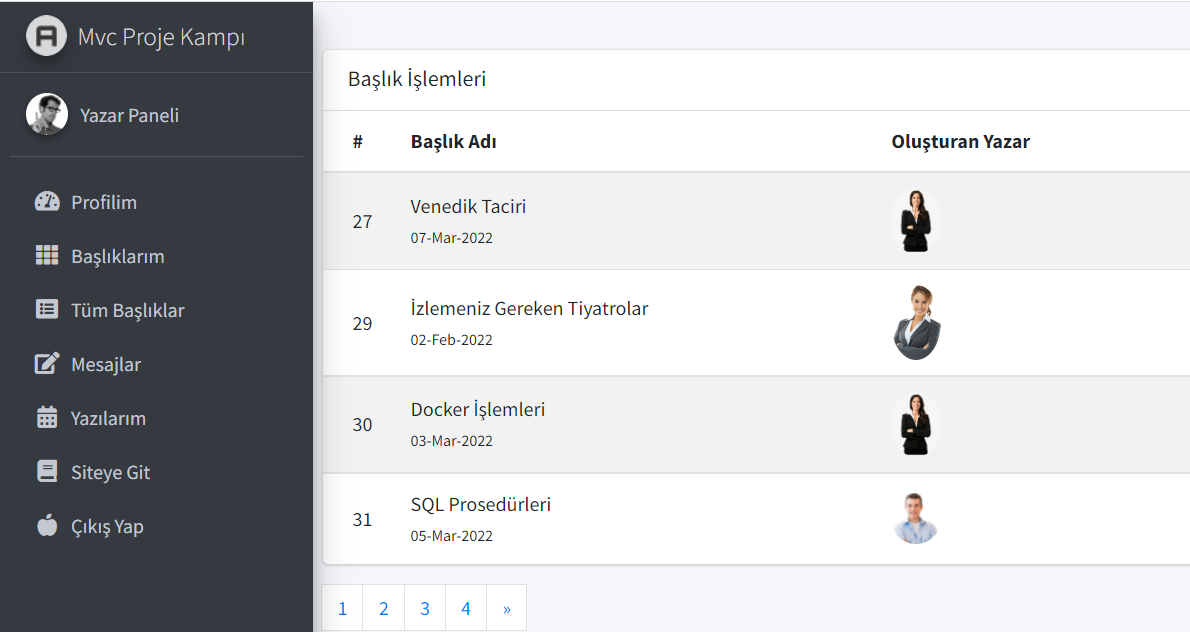 Mvc Proje Kampı
Yazar Paneli
Profilim
Başlıklarım
Tüm Başlıklar
Mesajlar
Yazılarım
Siteye Git
Çıkış Yap
Başlık İşlemleri
# Başlık Adı Oluşturan Yazar
27 Venedik Taciri
07-Mar-2022
29 İzlemeniz Gereken Tiyatrolar
02-Feb-2022
30 Docker İşlemleri
03-Mar-2022
31 SQL Prosedürleri
05-Mar-2022
1 2 3 4 »